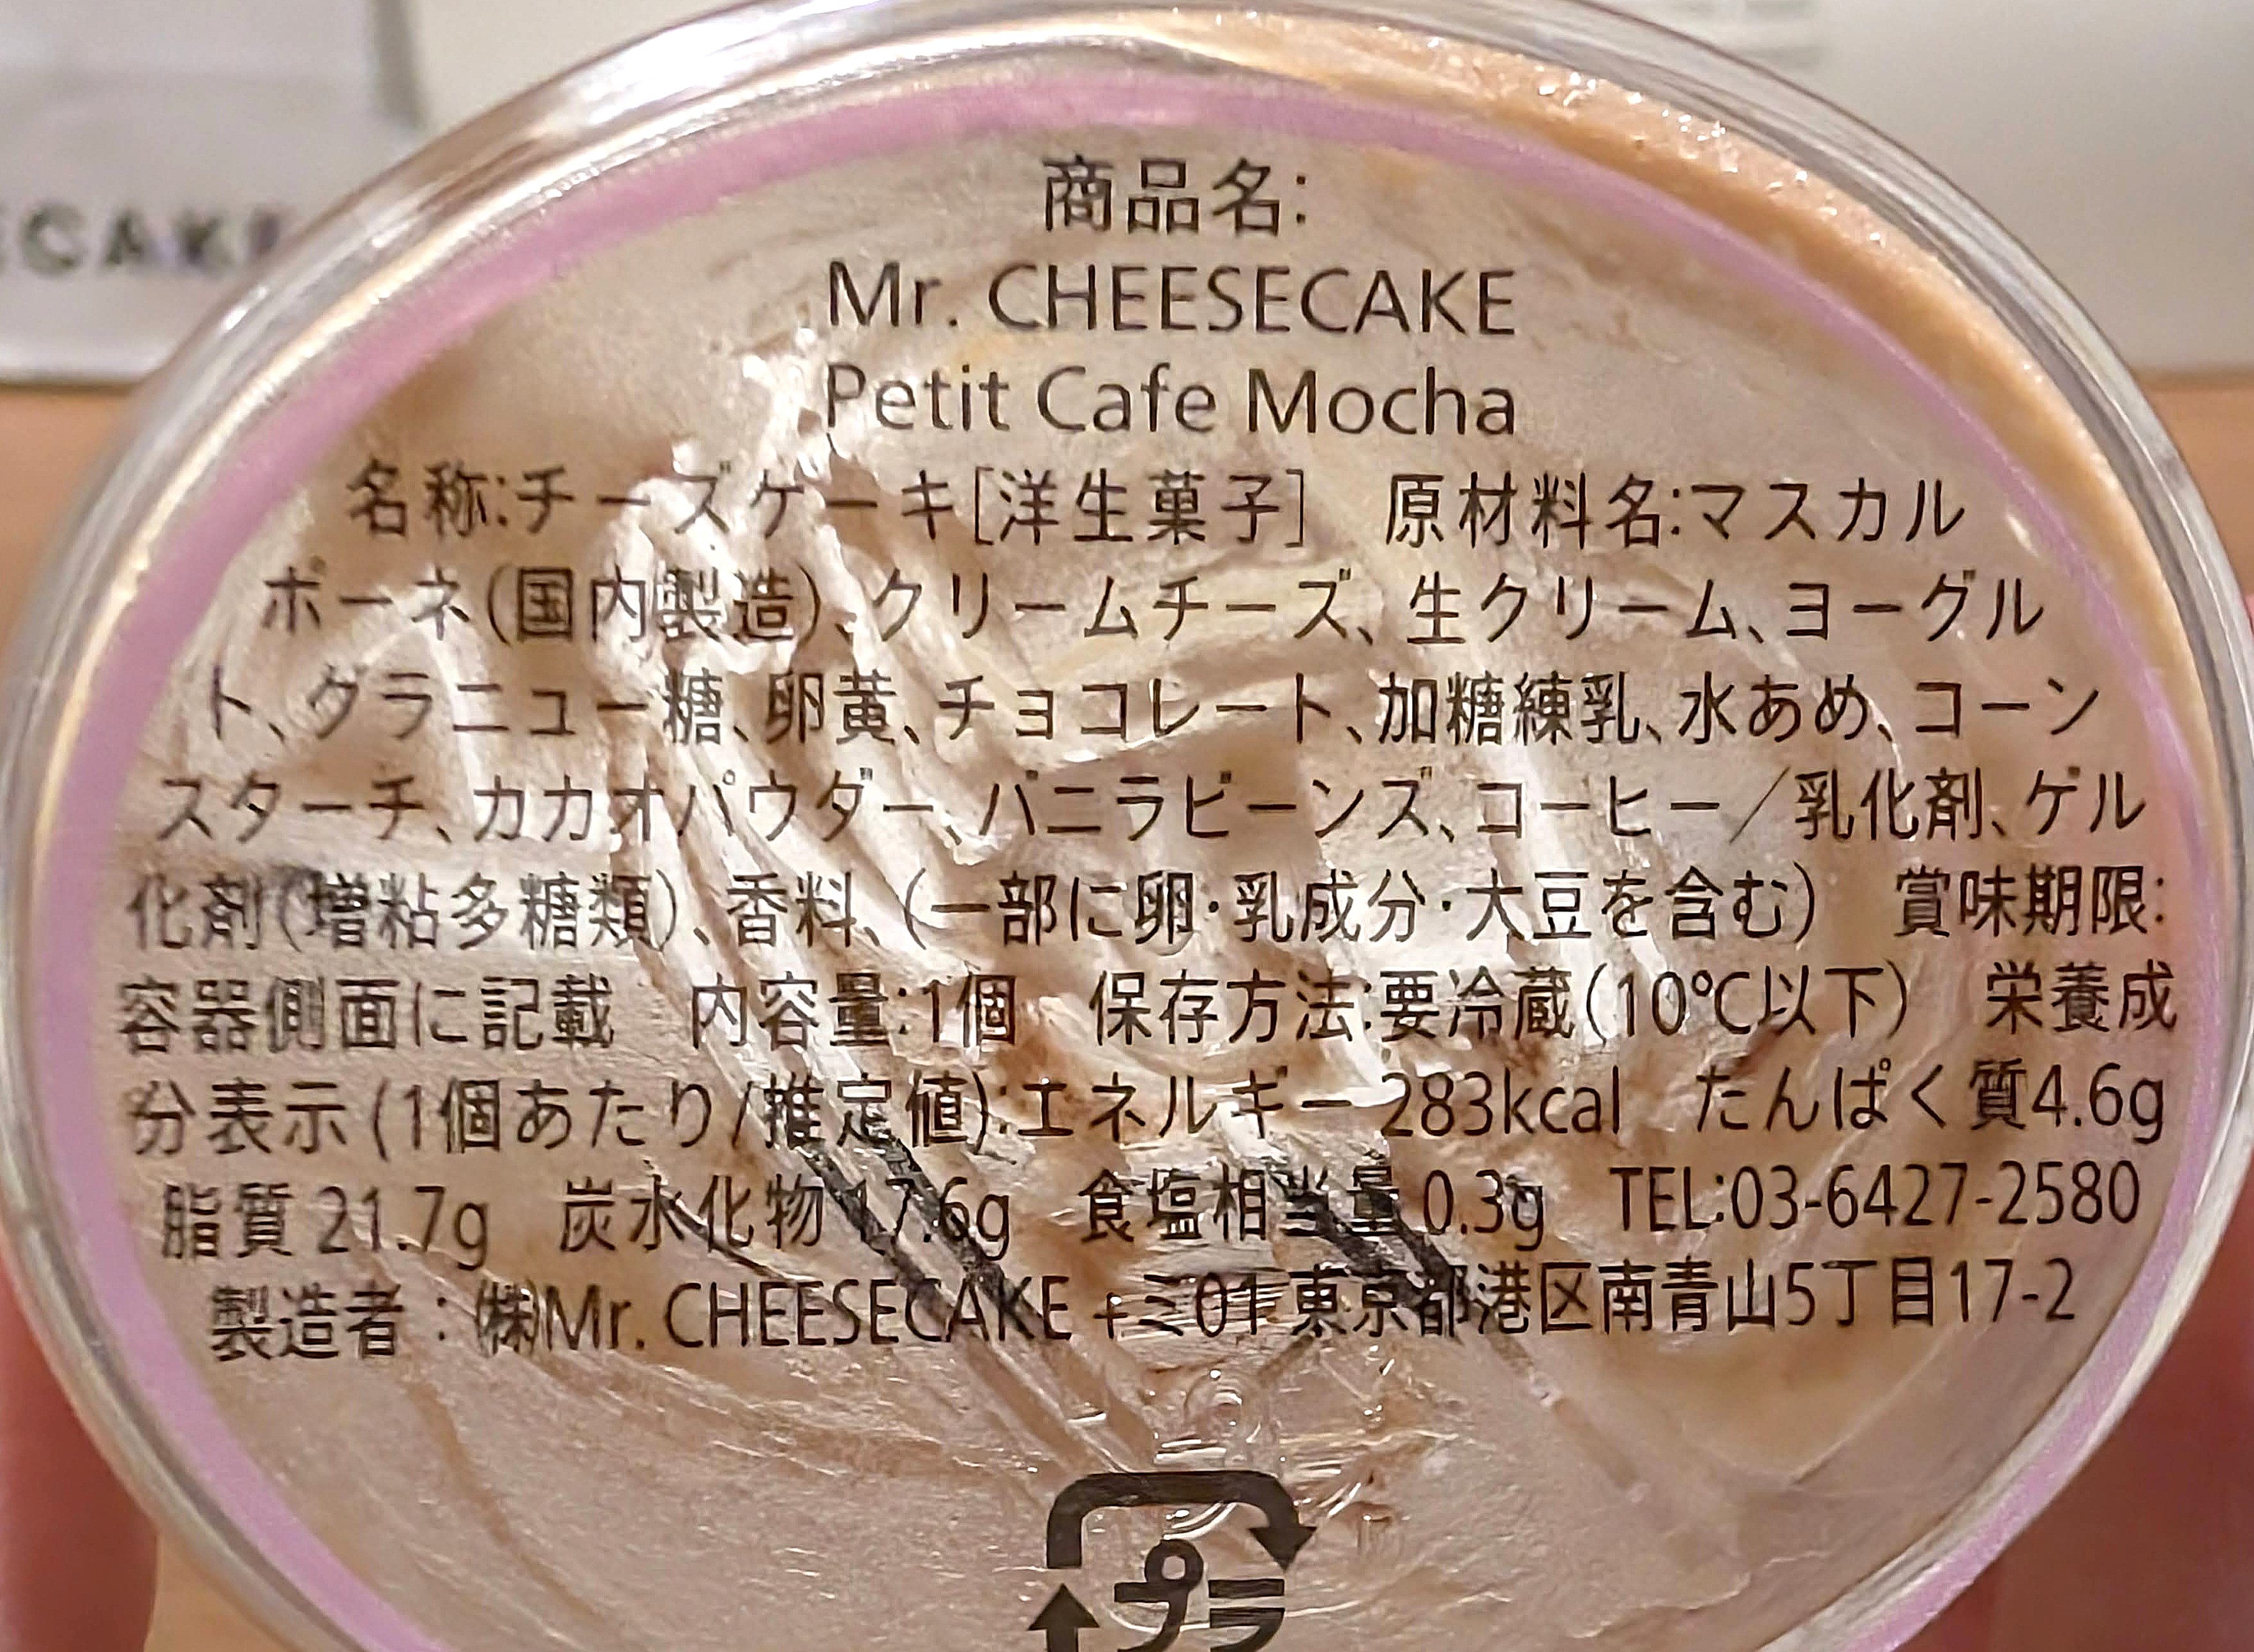 ECAKE
商品名:
Mr. CHEESECAKE
Petit Cafe Mocha
名称:チーズケーキ[洋生菓子]　原材料名:マスカル
ポーネ(国内製造)、クリームチーズ、生クリーム、ヨーグル
ト、グラニュー糖、卵黄、チョコレート、加糖練乳、水あめ、コーン
スターチ、カカオパウダー、バニラビーンズ、コーヒー／乳化剤、ゲル
化剤(増粘多糖類)、香料、(一部に卵・乳成分・大豆を含む)　賞味期限:
容器側面に記載　内容量:1個　保存方法:要冷蔵(10℃以下)　栄養成
分表示(1個あたり/推定値):エネルギー 283kcal　たんぱく質4.6g
脂質 21.7g　炭水化物 17.6g　食塩相当量 0.3g　TEL:03-6427-2580
製造者：㈱Mr. CHEESECAKE +ミ01 東京都港区南青山5丁目17-2
プラ